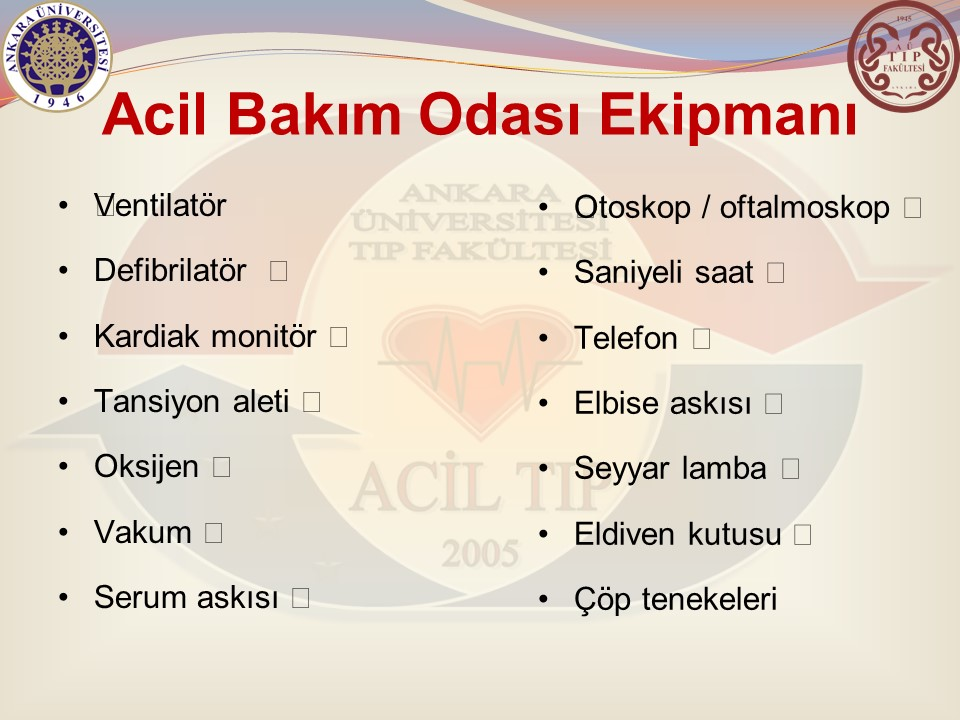 ANKARA ÜNİVERSİTESİ
1946
1945
A Ü
TIP
FAKÜLTESİ
ANKARA
Acil Bakım Odası Ekipmanı
• Ventilatör
• Defibrilatör
• Kardiak monitör
• Tansiyon aleti
• Oksijen
• Vakum
• Serum askısı
• Otoskop / oftalmoskop
• Saniyeli saat
• Telefon
• Elbise askısı
• Seyyar lamba
• Eldiven kutusu
• Çöp tenekeleri
ANKARA
ÜNİVERSİTESİ
TIP FAKÜLTESİ
ACİL TIP
2005